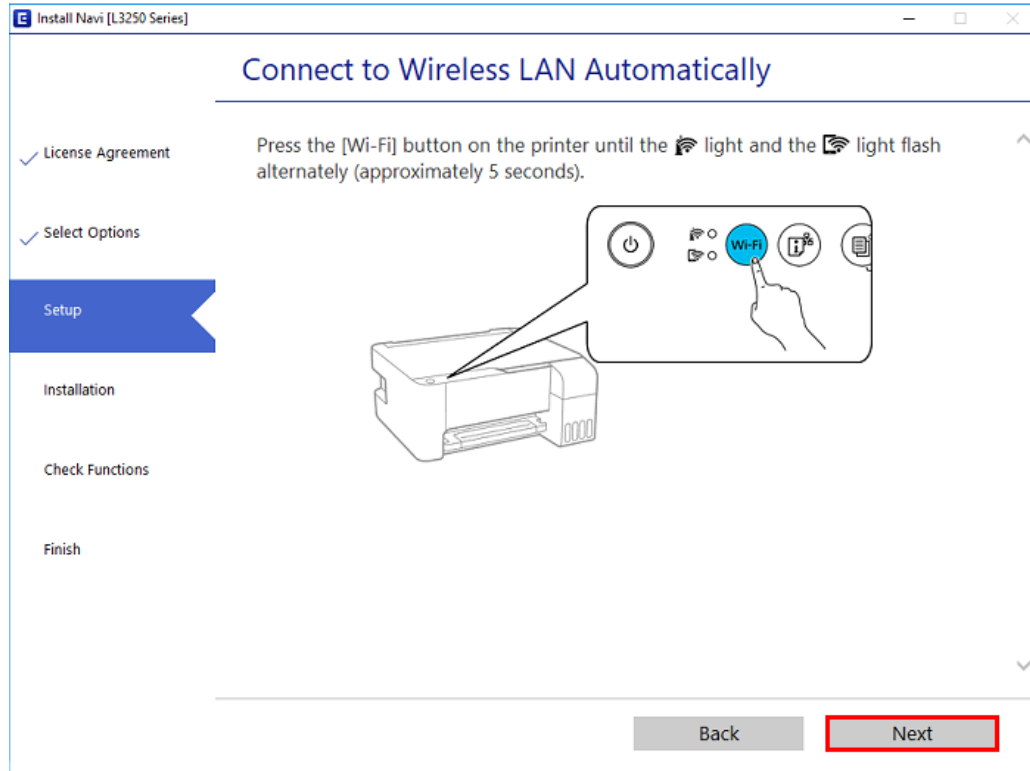 Install Navi [L3250 Series]
Connect to Wireless LAN Automatically
License Agreement
Select Options
Setup
Installation
Check Functions
Finish
Press the [Wi-Fi] button on the printer until the light and the light flash
alternately (approximately 5 seconds).
Wi-Fi
Back
Next